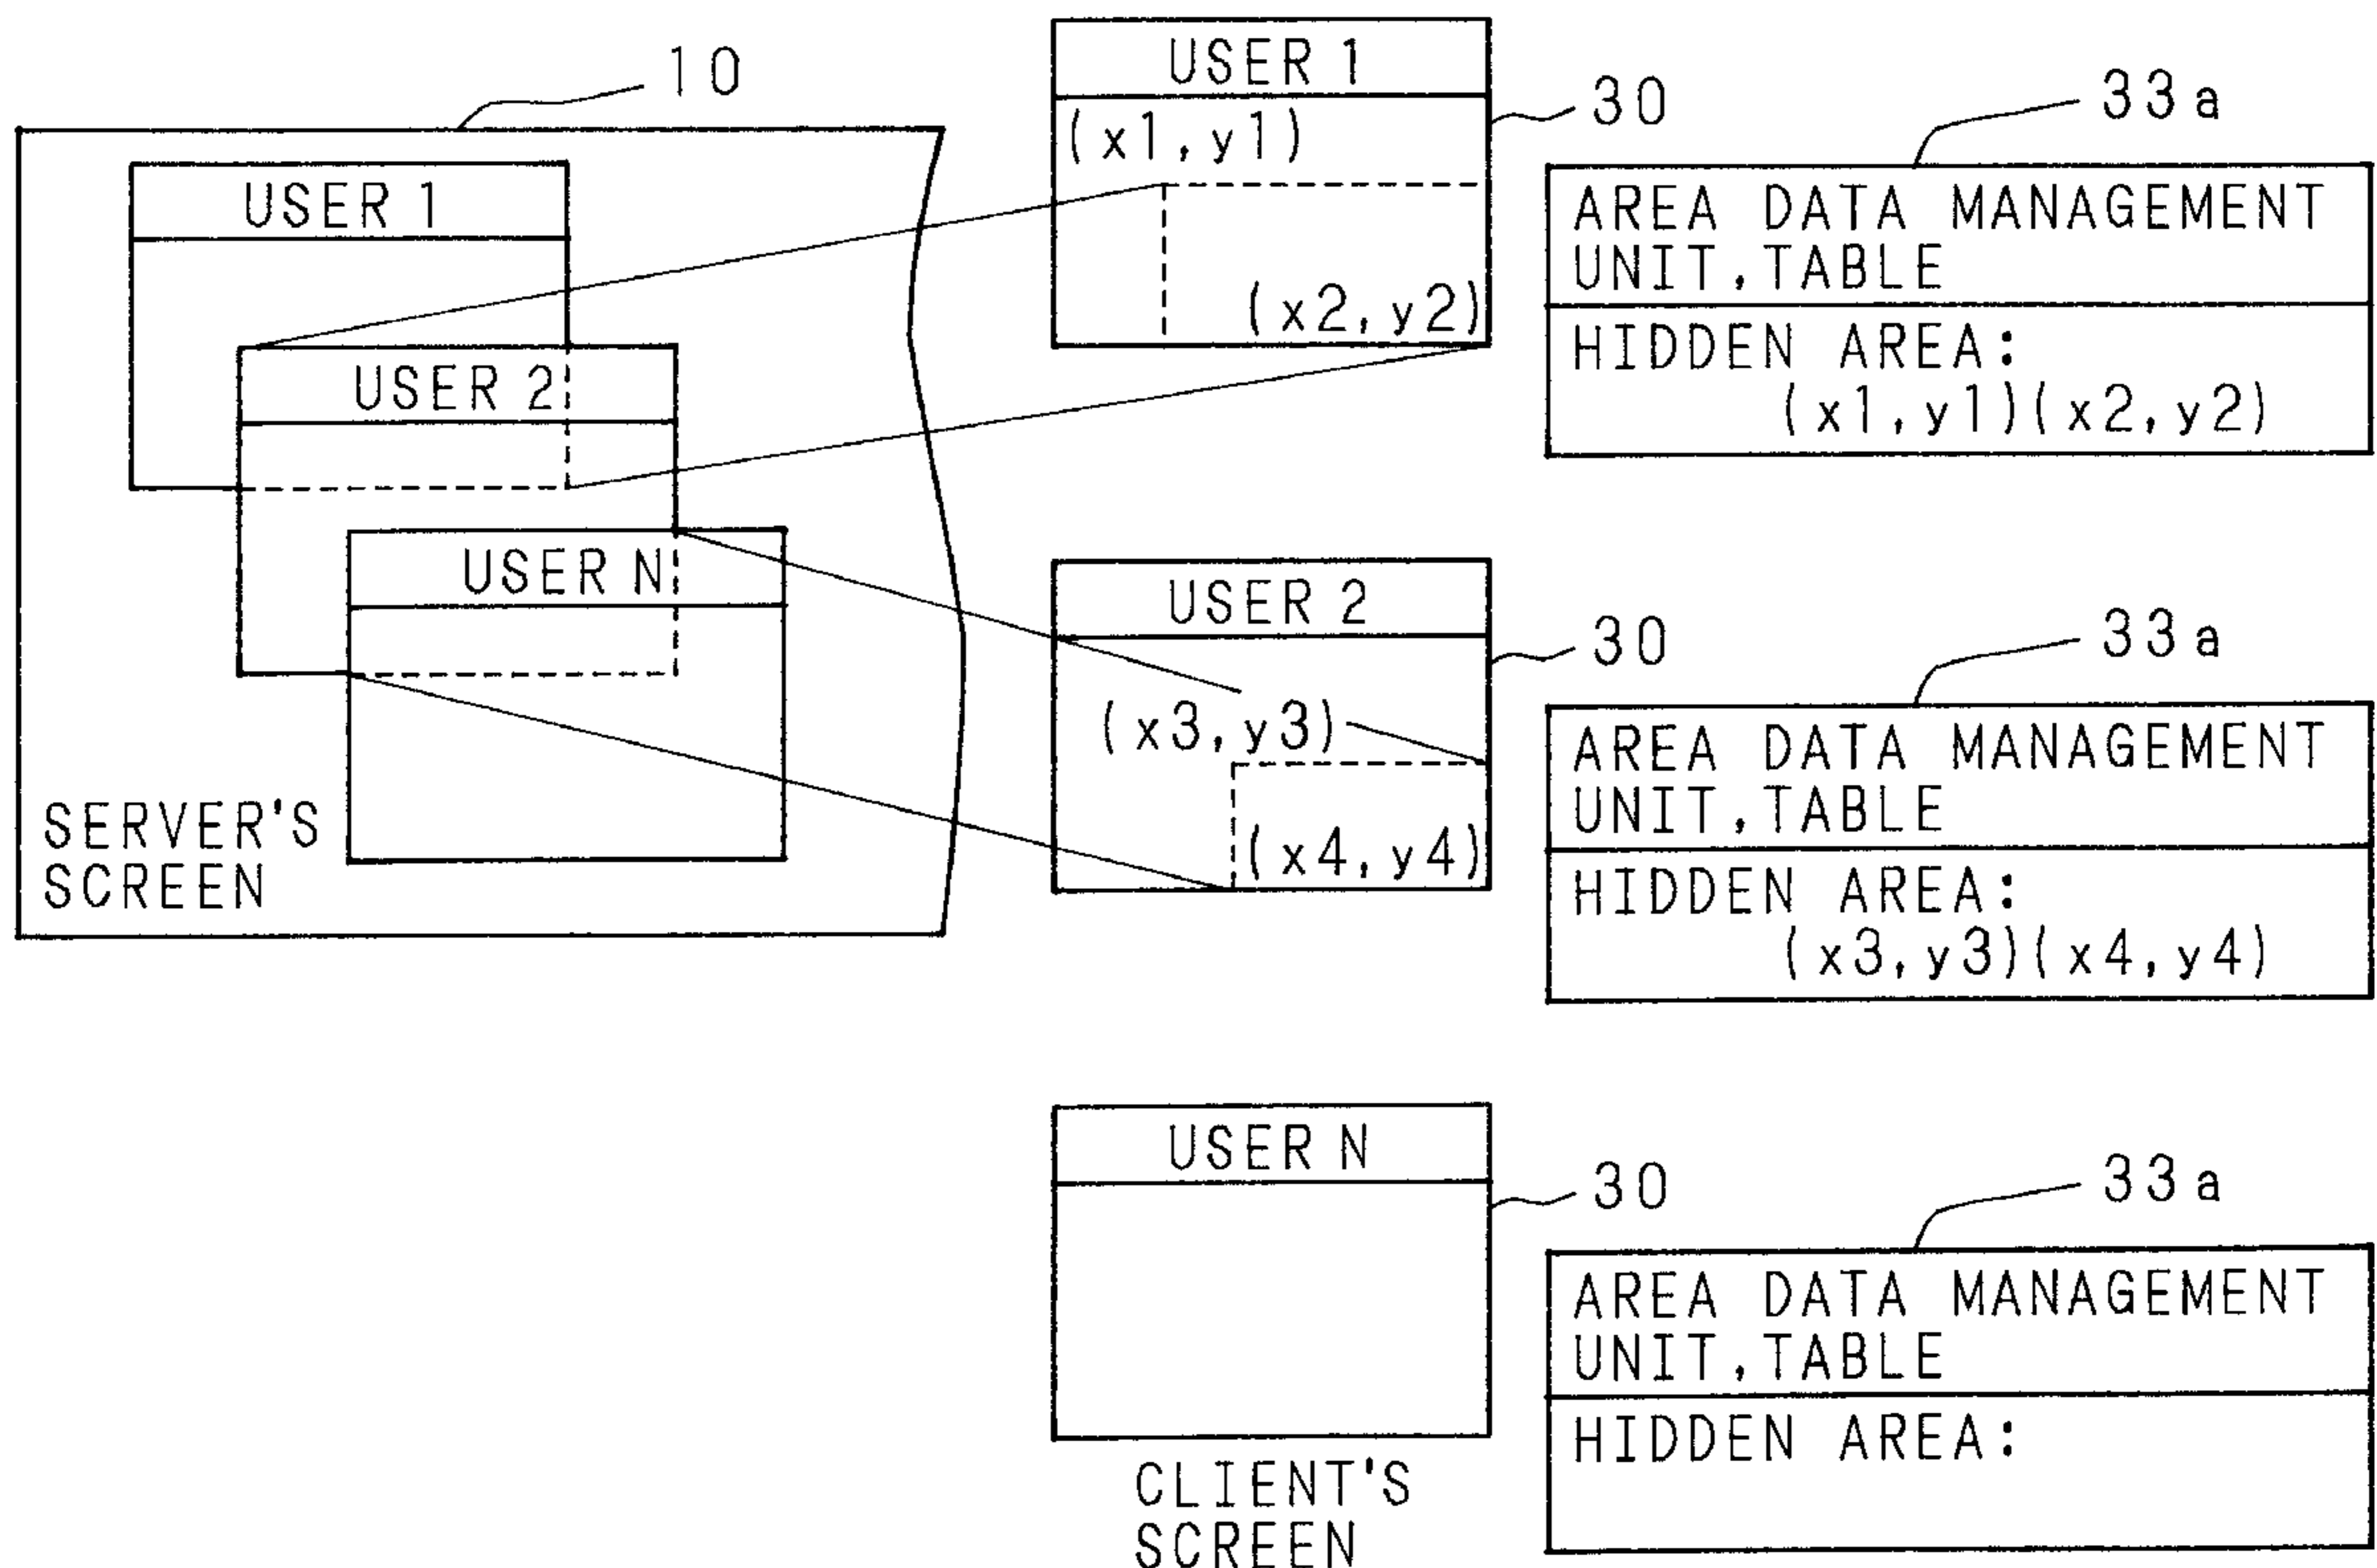 10
USER 1
USER 2
USER N
SERVER'S
SCREEN
USER 1
(x1,y1)
(x2,y2)
30
33a
AREA DATA MANAGEMENT
UNIT,TABLE
HIDDEN AREA:
(x1,y1)(x2,y2)
USER 2
(x3,y3)
(x4,y4)
30
33a
AREA DATA MANAGEMENT
UNIT,TABLE
HIDDEN AREA:
(x3,y3)(x4,y4)
USER N
30
CLIENT'S
SCREEN
33a
AREA DATA MANAGEMENT
UNIT,TABLE
HIDDEN AREA: